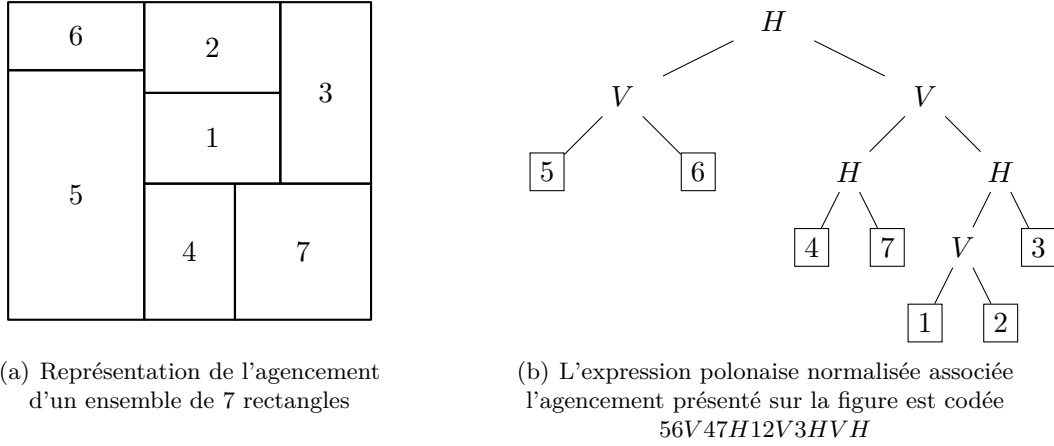 6
2
3
1
5
4
7
H
V
V
5
6
H
H
4
7
V
3
1
2
(a) Représentation de l'agencement
d'un ensemble de 7 rectangles
(b) L'expression polonaise normalisée associée
l'agencement présenté sur la figure est codée
56V47H12V3HVH